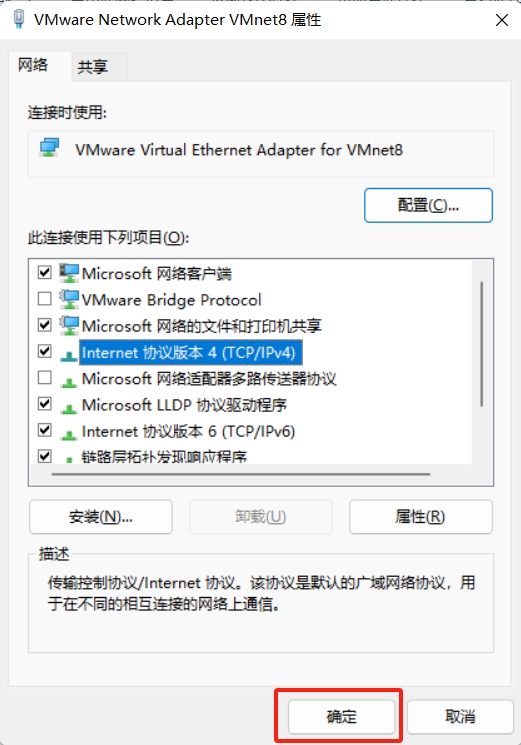 VMware Network Adapter VMnet8 属性
网络
共享
连接时使用:
VMware Virtual Ethernet Adapter for VMnet8
配置(C)...
此连接使用下列项目(O):
Microsoft 网络客户端
VMware Bridge Protocol
Microsoft 网络的文件和打印机共享
Internet 协议版本 4 (TCP/IPv4)
Microsoft 网络适配器多路传送器协议
Microsoft LLDP 协议驱动程序
Internet 协议版本 6 (TCP/IPv6)
链路层拓扑发现响应程序
安装(N)...
卸载(U)
属性(R)
描述
传输控制协议/Internet 协议。该协议是默认的广域网络协议，用
于在不同的相互连接的网络上通信。
确定
取消